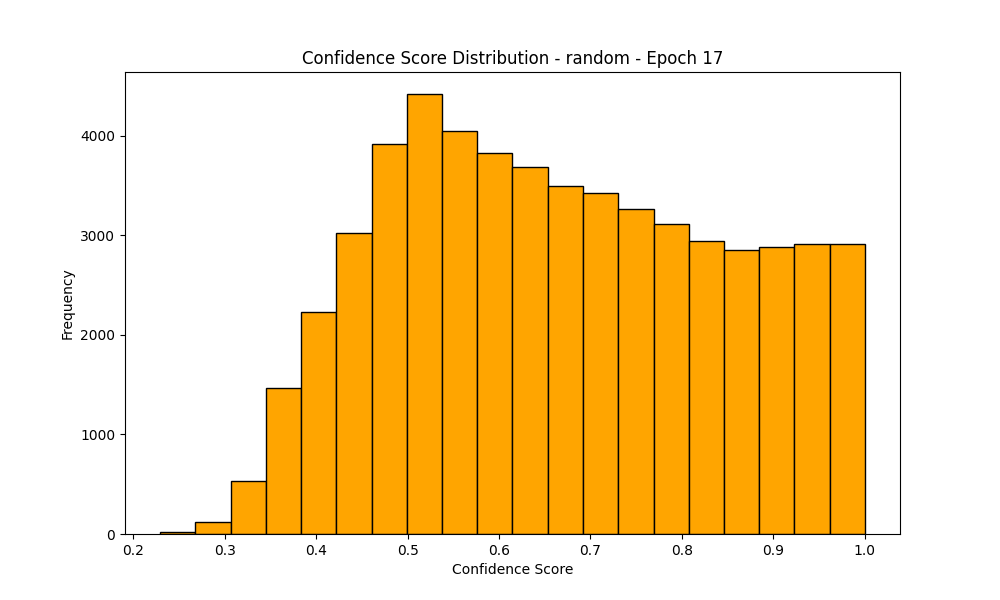 Confidence Score Distribution - random - Epoch 17
Frequency
4000
3000
2000
1000
0
0.2 0.3 0.4 0.5 0.6 0.7 0.8 0.9 1.0
Confidence Score